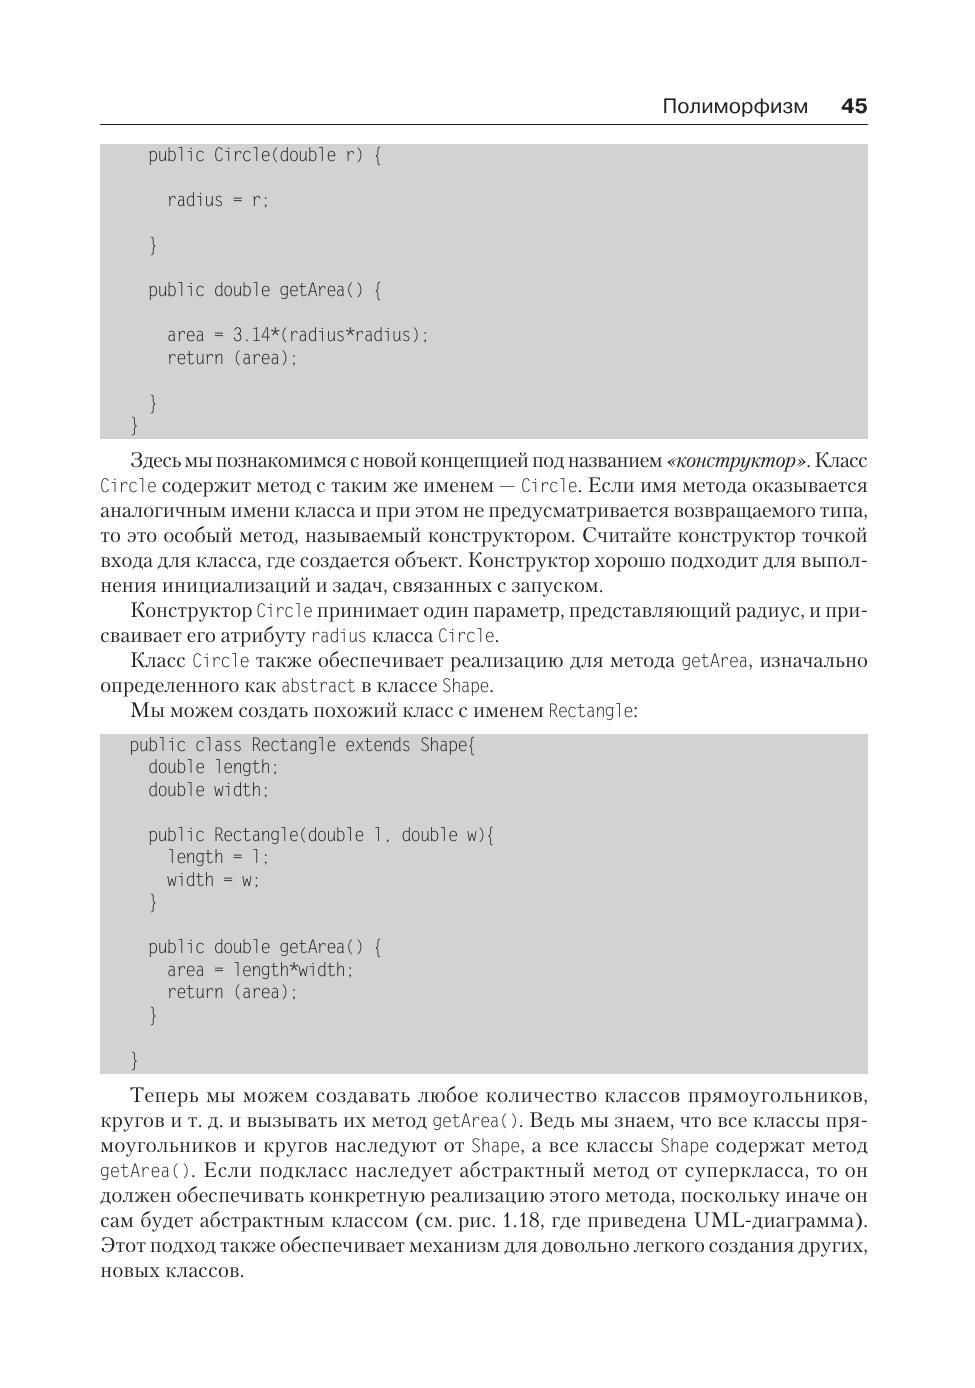 Полиморфизм 45
public Circle(double r) {
radius = r;
}
public double getArea() {
area = 3.14*(radius*radius);
return (area);
}
}
Здесь мы познакомимся с новой концепцией под названием «конструктор». Класс
Circle содержит метод с таким же именем — Circle. Если имя метода оказывается
аналогичным имени класса и при этом не предусматривается возвращаемого типа,
то это особый метод, называемый конструктором. Считайте конструктор точкой
входа для класса, где создается объект. Конструктор хорошо подходит для выпол-
нения инициализаций и задач, связанных с запуском.
Конструктор Circle принимает один параметр, представляющий радиус, и при-
сваивает его атрибуту radius класса Circle.
Класс Circle также обеспечивает реализацию для метода getArea, изначально
определенного как abstract в классе Shape.
Мы можем создать похожий класс с именем Rectangle:
public class Rectangle extends Shape{
double length;
double width;
public Rectangle(double l, double w){
length = l;
width = w;
}
public double getArea() {
area = length*width;
return (area);
}
}
Теперь мы можем создавать любое количество классов прямоугольников,
кругов и т. д. и вызывать их метод getArea(). Ведь мы знаем, что все классы пря-
моугольников и кругов наследуют от Shape, а все классы Shape содержат метод
getArea(). Если подкласс наследует абстрактный метод от суперкласса, то он
должен обеспечивать конкретную реализацию этого метода, поскольку иначе он
сам будет абстрактным классом (см. рис. 1.18, где приведена UML-диаграмма).
Этот подход также обеспечивает механизм для довольно легкого создания других,
новых классов.